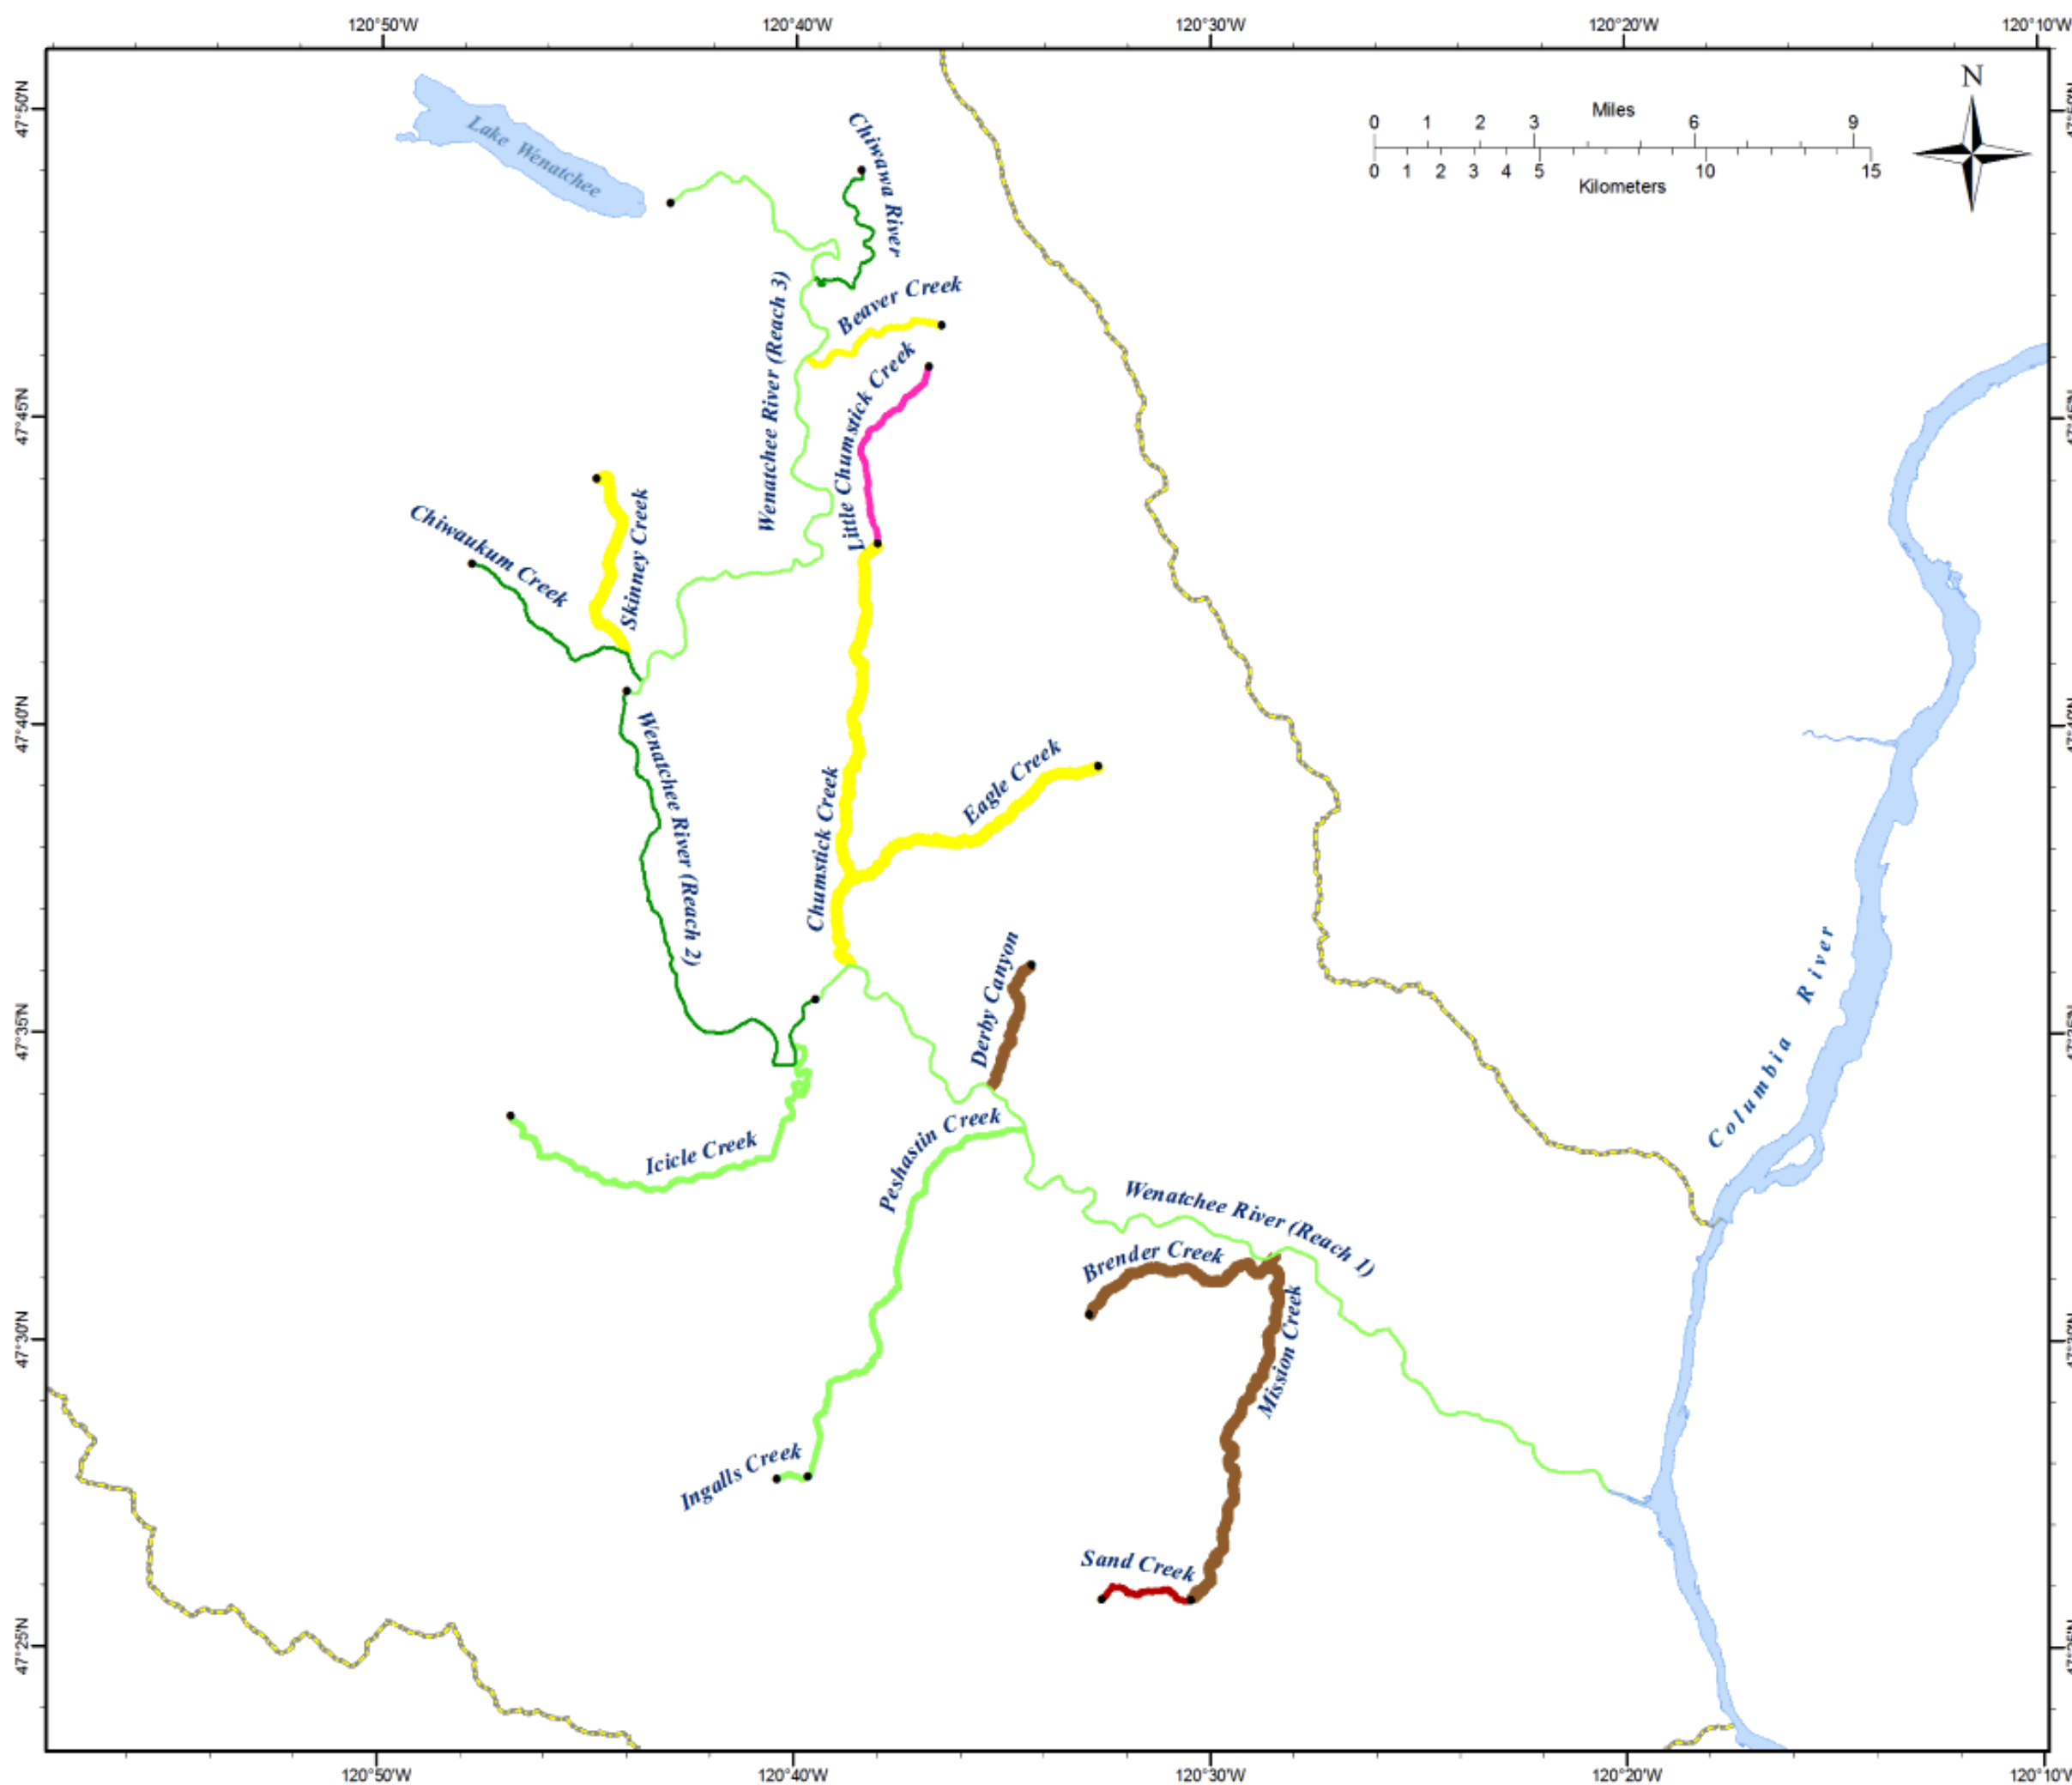 120°50'W
120°40'W
120°30'W
120°20'W
120°10'W
N
Miles
0 1 2 3 6 9
0 1 2 3 4 5 10 15
Kilometers
47°50'N
Lake Wenatchee
Chiwawa River
Wenatchee River (Reach 3)
Beaver Creek
Little Chumstick Creek
47°45'N
Chiwaukum Creek
Skinney Creek
47°40'N
Wenatchee River (Reach 2)
Chumstick Creek
Eagle Creek
Columbia River
Derby Canyon
47°35'N
Icicle Creek
Peshastin Creek
Wenatchee River (Reach 1)
Brender Creek
Mission Creek
47°30'N
Ingalls Creek
Sand Creek
47°25'N
120°50'W
120°40'W
120°30'W
120°20'W
120°10'W